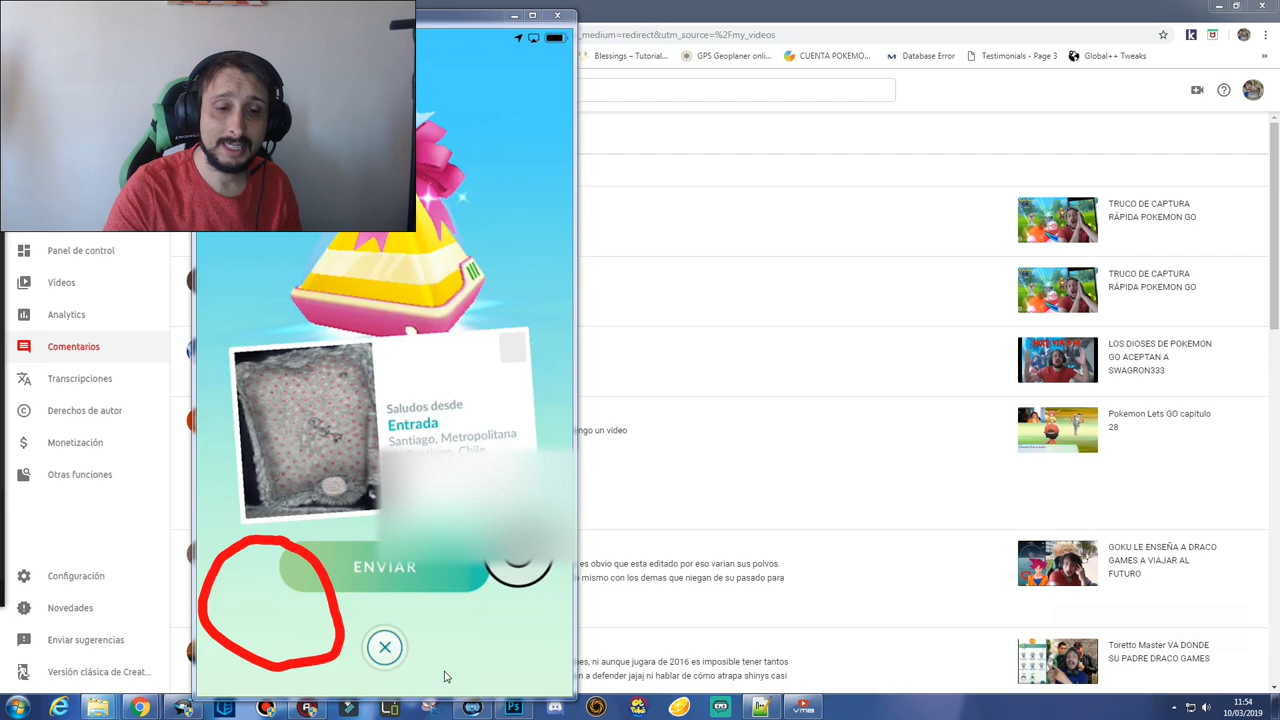 _medium=redirect&utm_source=%2Fmy_videos
Blessings – Tutorial...
GPS Geoplaner onli...
CUENTA POKEMO...
Database Error
Testimonials - Page 3
Global++ Tweaks
»
Panel de control
Vídeos
Analytics
Comentarios
Transcripciones
Derechos de autor
Monetización
Otras funciones
Configuración
Novedades
Enviar sugerencias
Versión clásica de Creat...
Saludos desde
Entrada
Santiago, Metropolitana
Santiago, Chile
ENVIAR
TRUCO DE CAPTURA
RÁPIDA POKEMON GO
TRUCO DE CAPTURA
RÁPIDA POKEMON GO
LOS DIOSES DE POKEMON
GO ACEPTAN A
SWAGRON333
ngo un video
Pokemon Lets GO capitulo
28
es obvio que esta editado por eso varian sus polvos.
mismo con los demas que niegan de su pasado para
GOKU LE ENSEÑA A DRACO
GAMES A VIAJAR AL
FUTURO
es, ni aunque jugara de 2016 es imposible tener tantos
n a defender jajaj ni hablar de cómo atrapa shinys casi
Toretto Master VA DONDE
SU PADRE DRACO GAMES
11:54
10/03/2019